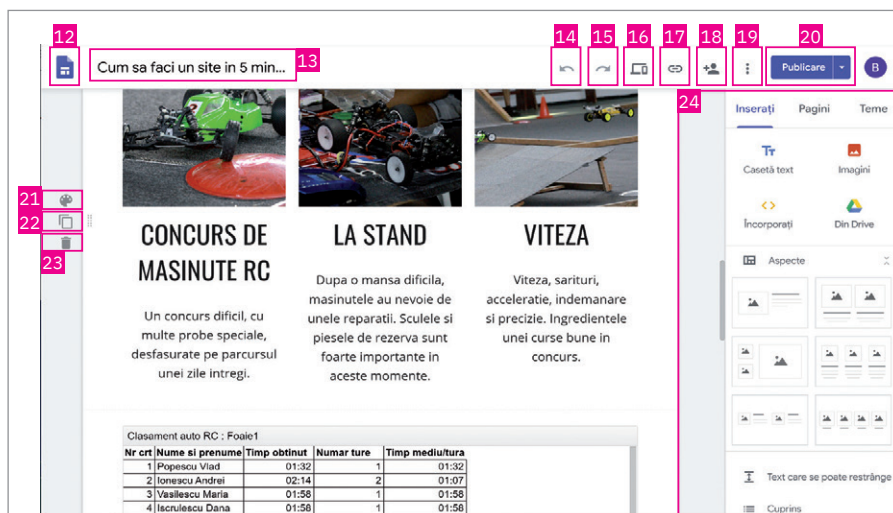 12
Cum sa faci un site in 5 min...
13
14
15
16
17
18
19
20
Publicare
B
24
Inserați Pagini Teme
Casetă text Imagini
Încorporați Din Drive
Aspecte
21
22
23
CONCURS DE
MASINUTE RC
Un concurs dificil, cu
multe probe speciale,
desfasurate pe parcursul
unei zile intregi.
LA STAND
Dupa o mansa dificila,
masinutele au nevoie de
unele reparatii. Sculele si
piesele de rezerva sunt
foarte importante in
aceste momente.
VITEZA
Viteza, sarituri,
acceleratie, indemanare
si precizie. Ingredientele
unei curse bune in
concurs.
Clasament auto RC : Foaie1
Nr crt Nume si prenume Timp obtinut Numar ture Timp mediu/tura
1 Popescu Vlad 01:32 1 01:32
2 Ionescu Andrei 02:14 2 01:07
3 Vasilescu Maria 01:58 1 01:58
4 Iscrulescu Dana 01:58 1 01:58
Text care se poate restrânge
Cuprins